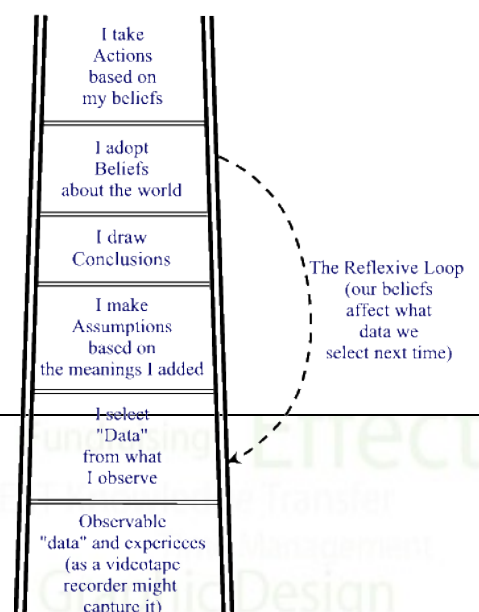 I take
Actions
based on
my beliefs
I adopt
Beliefs
about the world
I draw
Conclusions
I make
Assumptions
based on
the meanings I added
The Reflexive Loop
(our beliefs
affect what
data we
select next time)
I select
"Data"
from what
I observe
Observable
"data" and experieces
(as a videotape
recorder might
capture it)
Fundraising Effect
Transfer
Management
Design